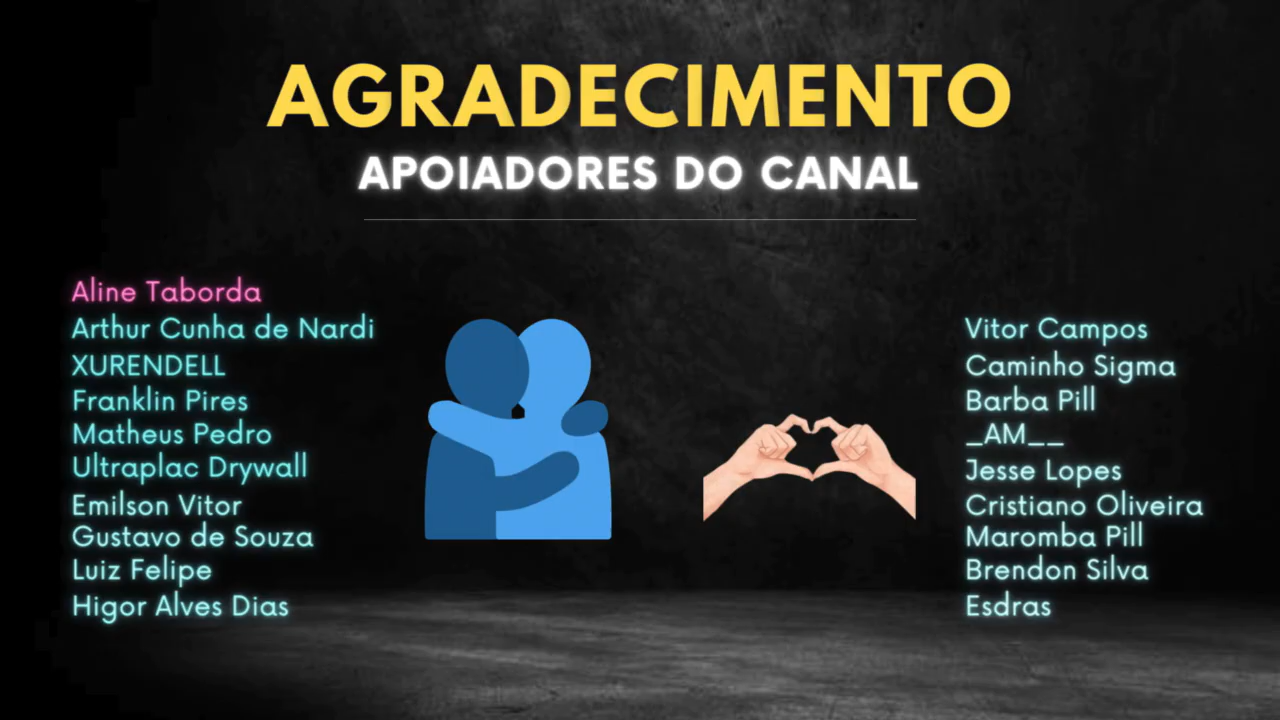 AGRADECIMENTO
APOIADORES DO CANAL
Aline Taborda
Arthur Cunha de Nardi
XURENDELL
Franklin Pires
Matheus Pedro
Ultraplac Drywall
Emilson Vitor
Gustavo de Souza
Luiz Felipe
Higor Alves Dias
Vitor Campos
Caminho Sigma
Barba Pill
_AM__
Jesse Lopes
Cristiano Oliveira
Maromba Pill
Brendon Silva
Esdras